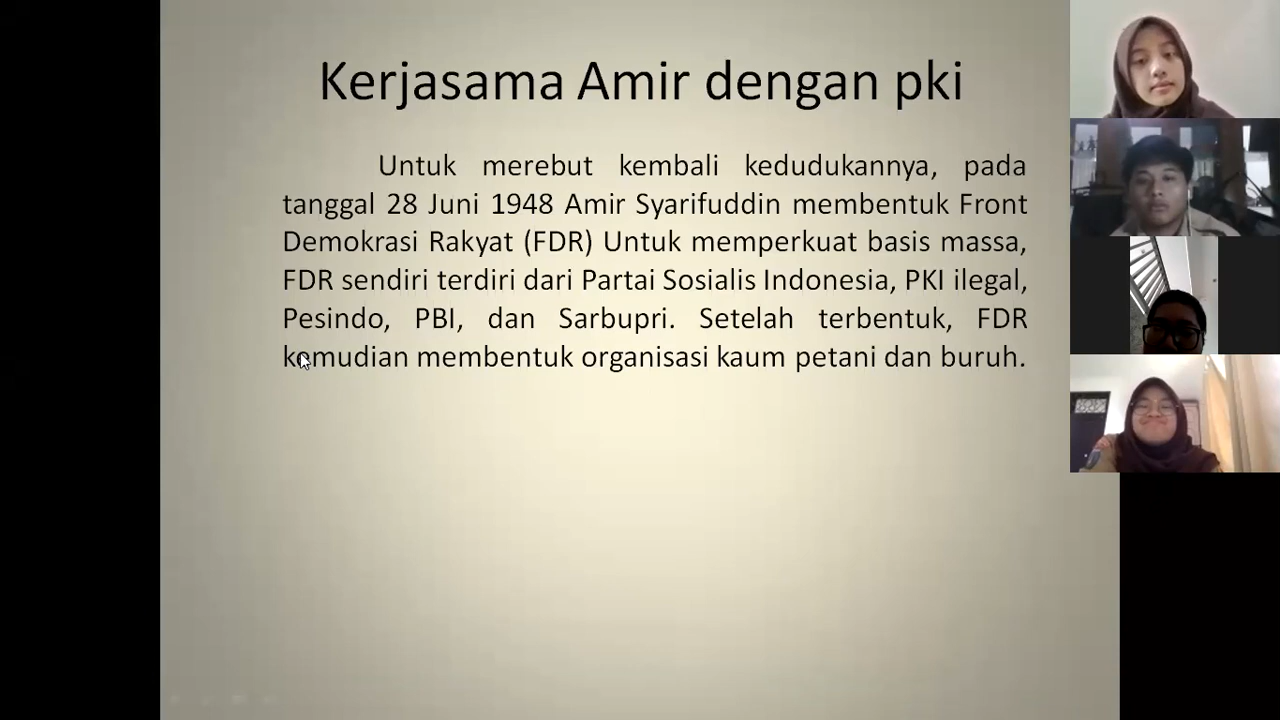 Kerjasama Amir dengan pki
Untuk merebut kembali kedudukannya, pada
tanggal 28 Juni 1948 Amir Syarifuddin membentuk Front
Demokrasi Rakyat (FDR) Untuk memperkuat basis massa,
FDR sendiri terdiri dari Partai Sosialis Indonesia, PKI ilegal,
Pesindo, PBI, dan Sarbupri. Setelah terbentuk, FDR
kemudian membentuk organisasi kaum petani dan buruh.